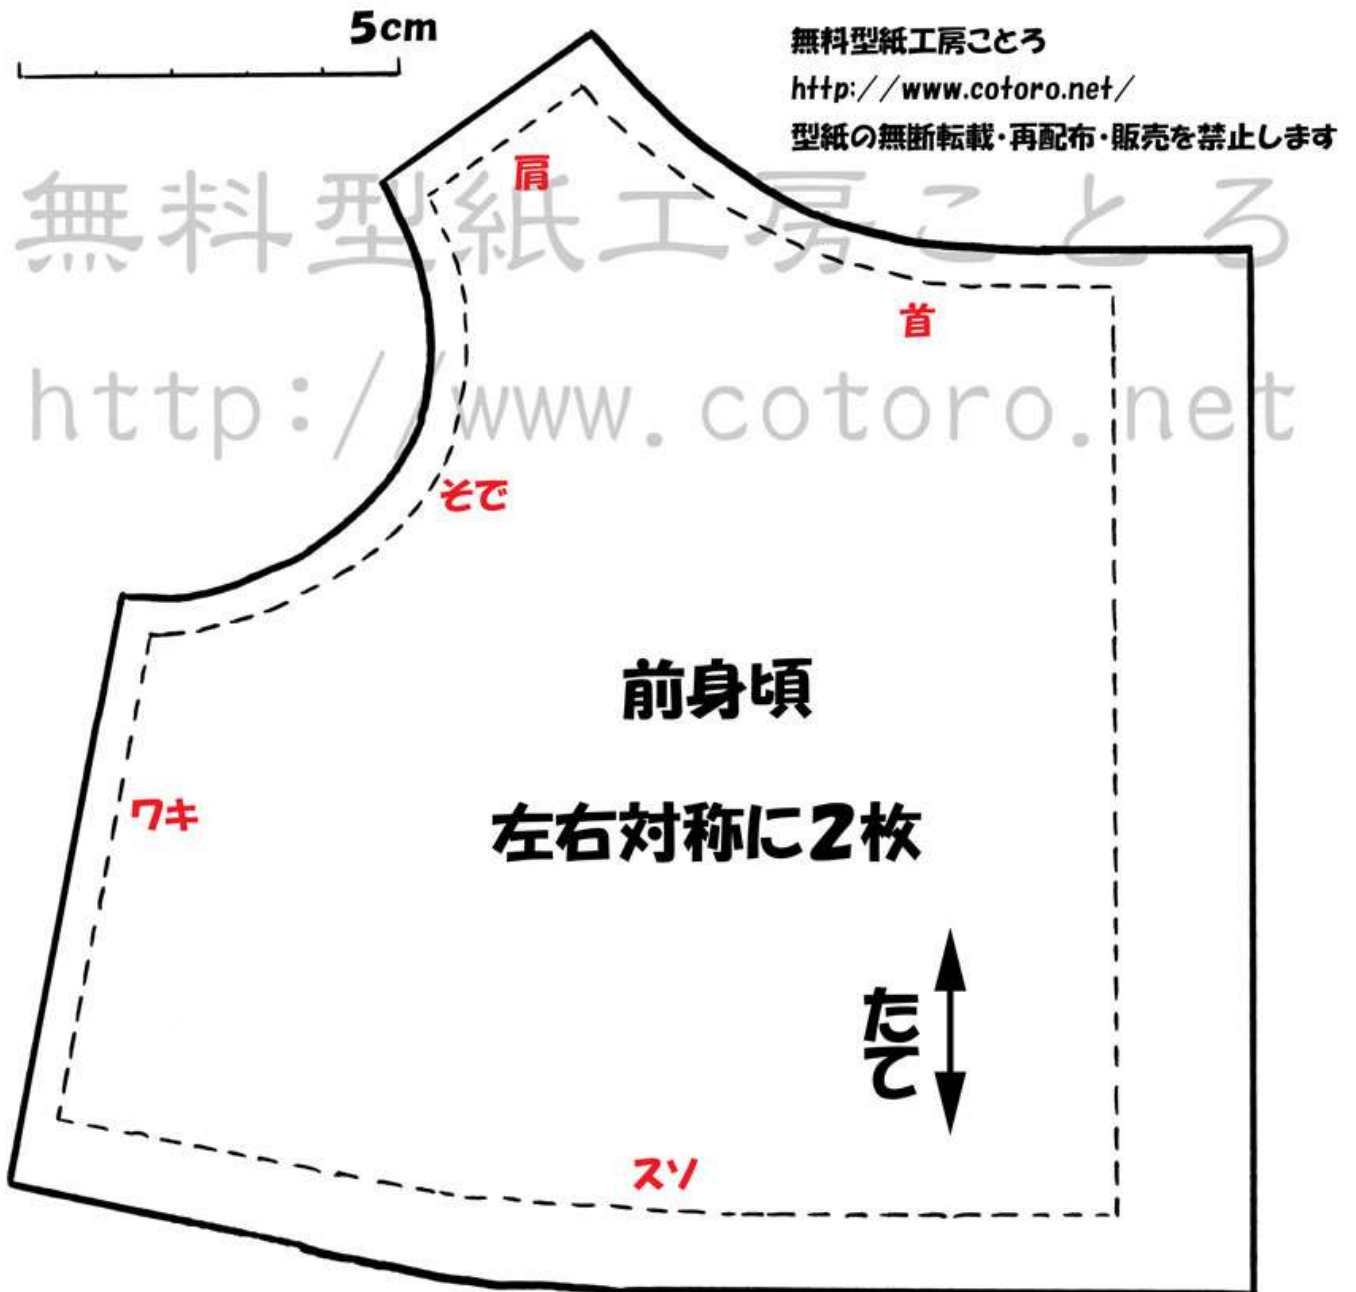 5cm
無料型紙工房ことろ
http://www.cotoro.net/
型紙の無断転載・再配布・販売を禁止します
肩
無料型紙工房ことろ
首
http://www.cotoro.net
そで
前身頃
ワキ
左右対称に2枚
たて
スソ